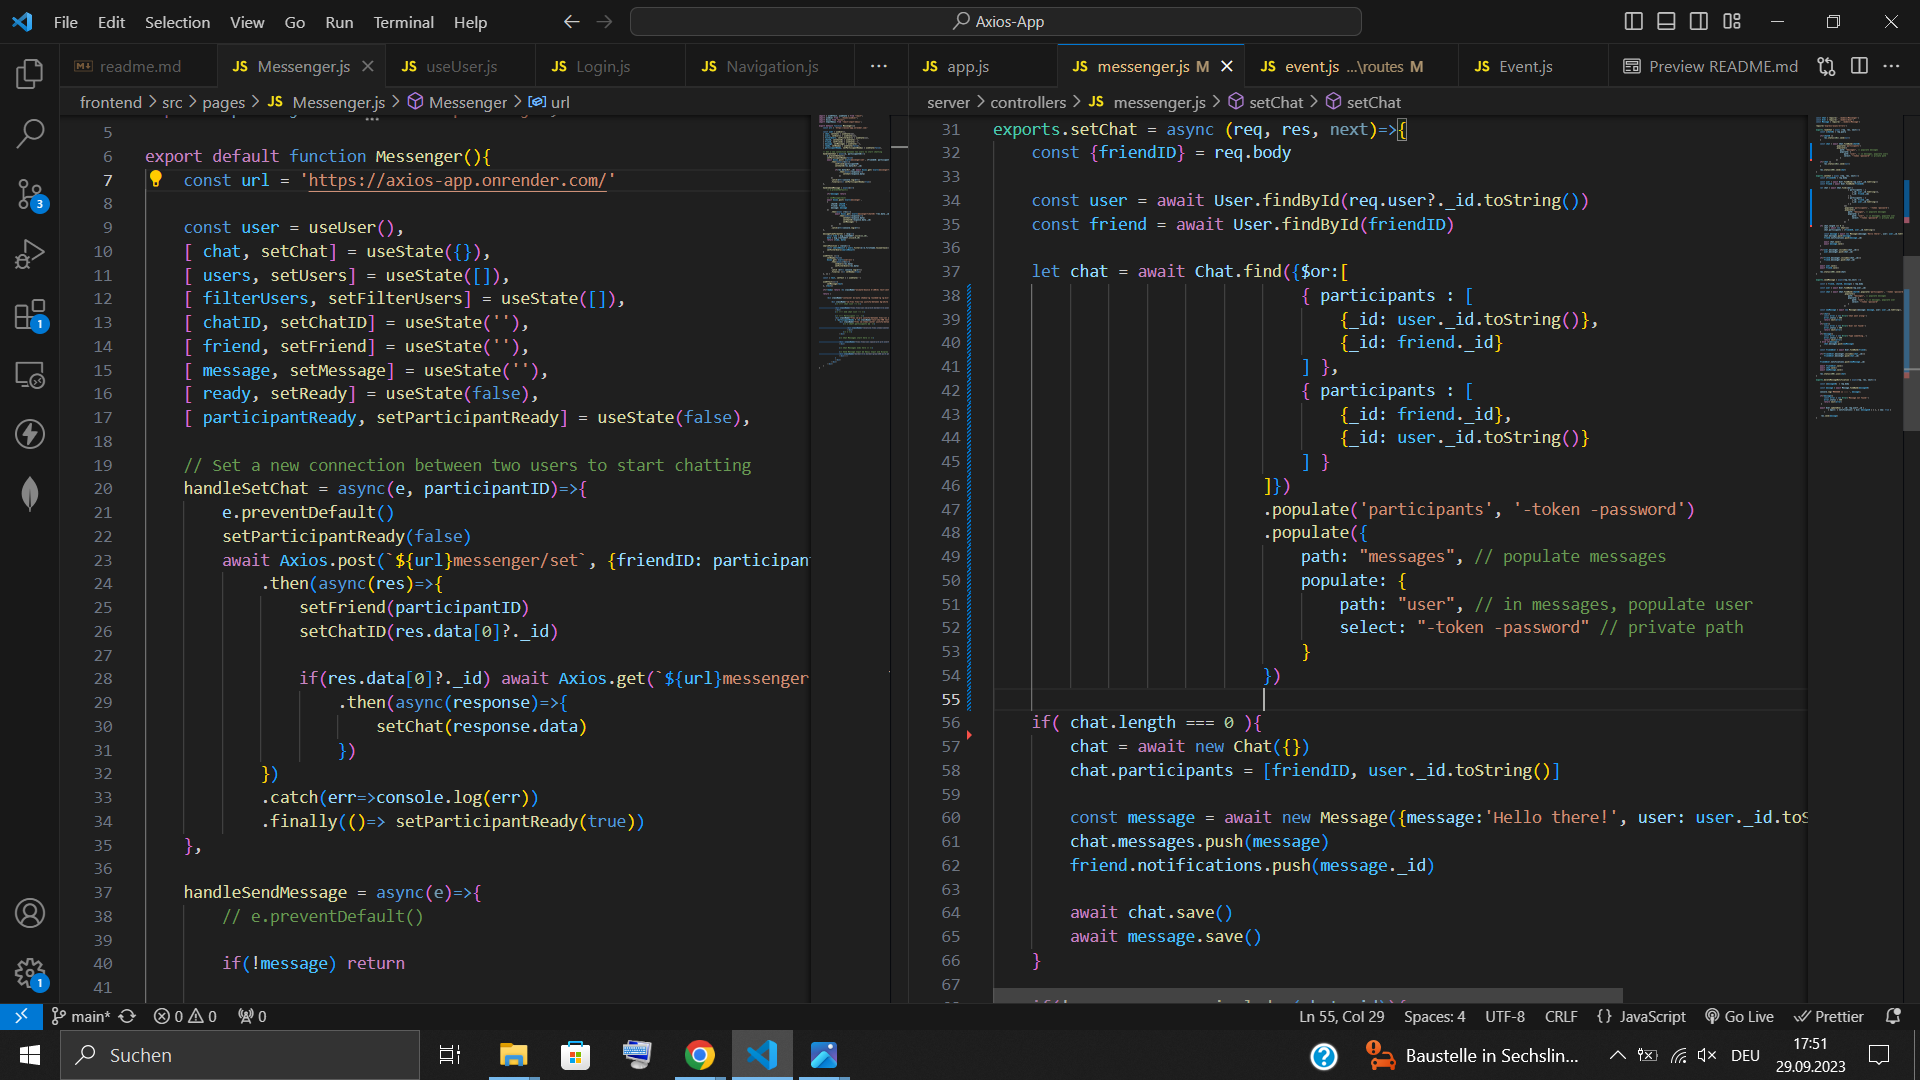 File Edit Selection View Go Run Terminal Help
Axios-App
readme.md
JS Messenger.js
JS useUser.js
JS Login.js
JS Navigation.js
JS app.js
JS messenger.js M
JS event.js ...\routes M
JS Event.js
Preview README.md
frontend > src > pages > JS Messenger.js > Messenger > url
server > controllers > JS messenger.js > setChat > setChat
5
6 export default function Messenger(){
7 const url = 'https://axios-app.onrender.com/'
8
9 const user = useUser(),
10 [ chat, setChat] = useState({}),
11 [ users, setUsers] = useState([]),
12 [ filterUsers, setFilterUsers] = useState([]),
13 [ chatID, setChatID] = useState(''),
14 [ friend, setFriend] = useState(''),
15 [ message, setMessage] = useState(''),
16 [ ready, setReady] = useState(false),
17 [ participantReady, setParticipantReady] = useState(false),
18
19 // Set a new connection between two users to start chatting
20 handleSetChat = async(e, participantID)=>{
21 e.preventDefault()
22 setParticipantReady(false)
23 await Axios.post(`${url}messenger/set`, {friendID: participan
24 .then(async(res)=>{
25 setFriend(participantID)
26 setChatID(res.data[0]?._id)
27
28 if(res.data[0]?._id) await Axios.get(`${url}messenger
29 .then(async(response)=>{
30 setChat(response.data)
31 })
32 })
33 .catch(err=>console.log(err))
34 .finally(()=> setParticipantReady(true))
35 },
36
37 handleSendMessage = async(e)=>{
38 // e.preventDefault()
39
40 if(!message) return
41
31 exports.setChat = async (req, res, next)=>{
32 const {friendID} = req.body
33
34 const user = await User.findById(req.user?._id.toString())
35 const friend = await User.findById(friendID)
36
37 let chat = await Chat.find({$or:[
38 { participants : [
39 {_id: user._id.toString()},
40 {_id: friend._id}
41 ] },
42 { participants : [
43 {_id: friend._id},
44 {_id: user._id.toString()}
45 ] }
46 ]})
47 .populate('participants', '-token -password')
48 .populate({
49 path: "messages", // populate messages
50 populate: {
51 path: "user", // in messages, populate user
52 select: "-token -password" // private path
53 }
54 })
55
56 if( chat.length === 0 ){
57 chat = await new Chat({})
58 chat.participants = [friendID, user._id.toString()]
59
60 const message = await new Message({message:'Hello there!', user: user._id.toS
61 chat.messages.push(message)
62 friend.notifications.push(message._id)
63
64 await chat.save()
65 await message.save()
66 }
67
3
1
1
main* 0 0 0
Ln 55, Col 29 Spaces: 4 UTF-8 CRLF {} JavaScript Go Live Prettier
Suchen
Baustelle in Sechslin...
DEU
17:51
29.09.2023